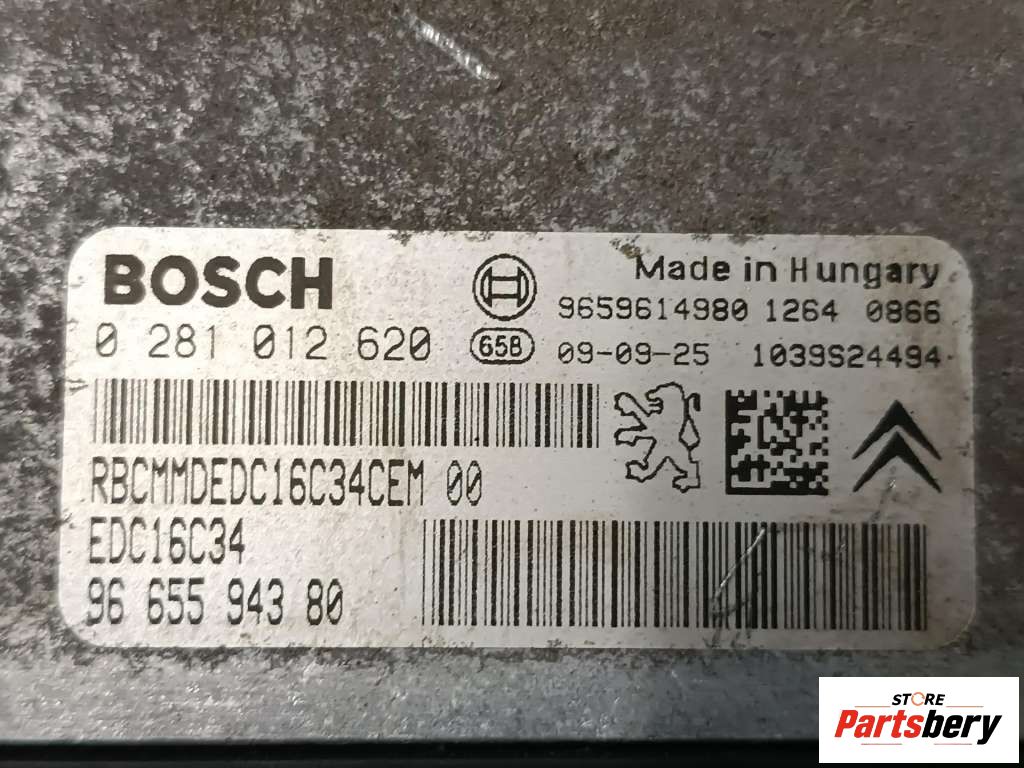 BOSCH
Made in Hungary
9659614980 1264 0866
0 281 012 620
65B
09-09-25 1039S24494
RBCMMDEDC16C34CEM 00
EDC16C34
96 655 943 80
STORE
Partsbery